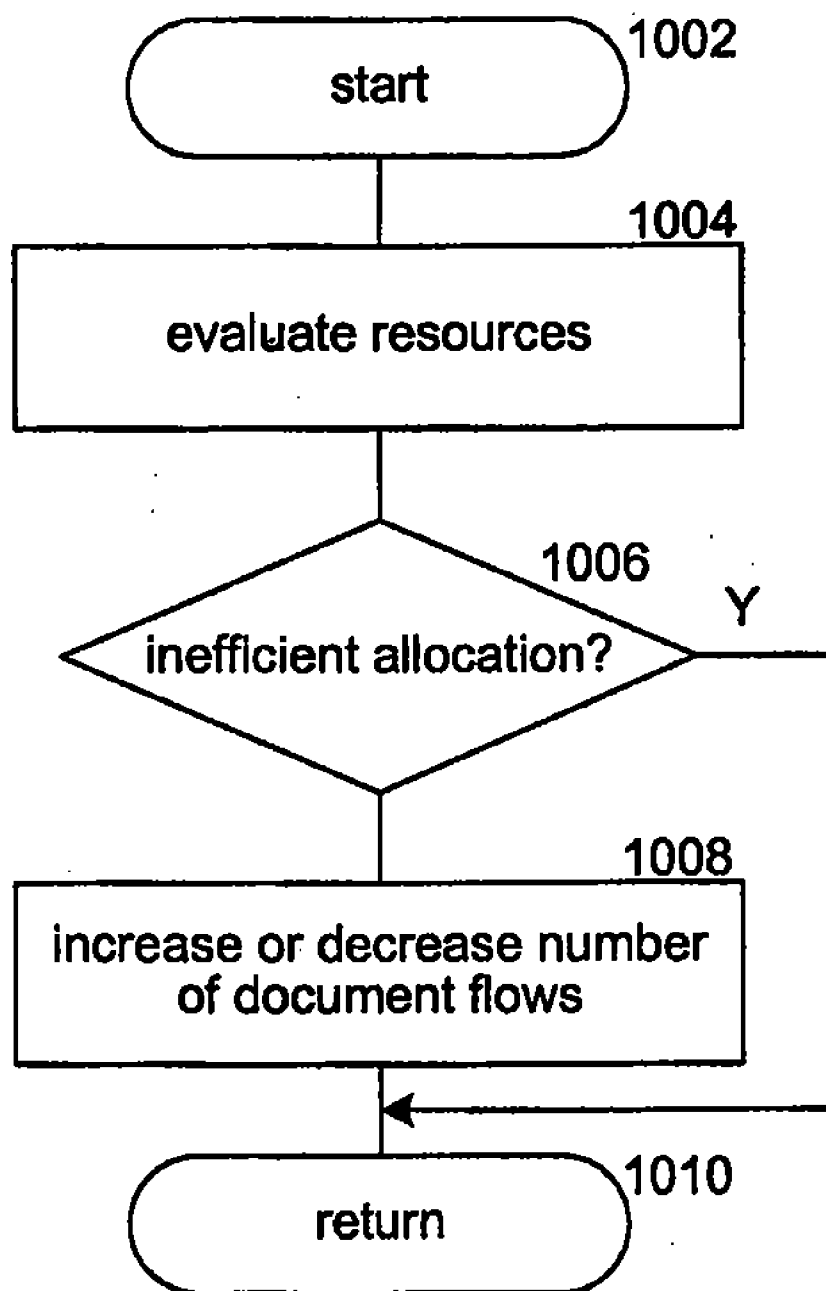 1002
start
1004
evaluate resources
1006
Y
inefficient allocation?
1008
increase or decrease number
of document flows
1010
return